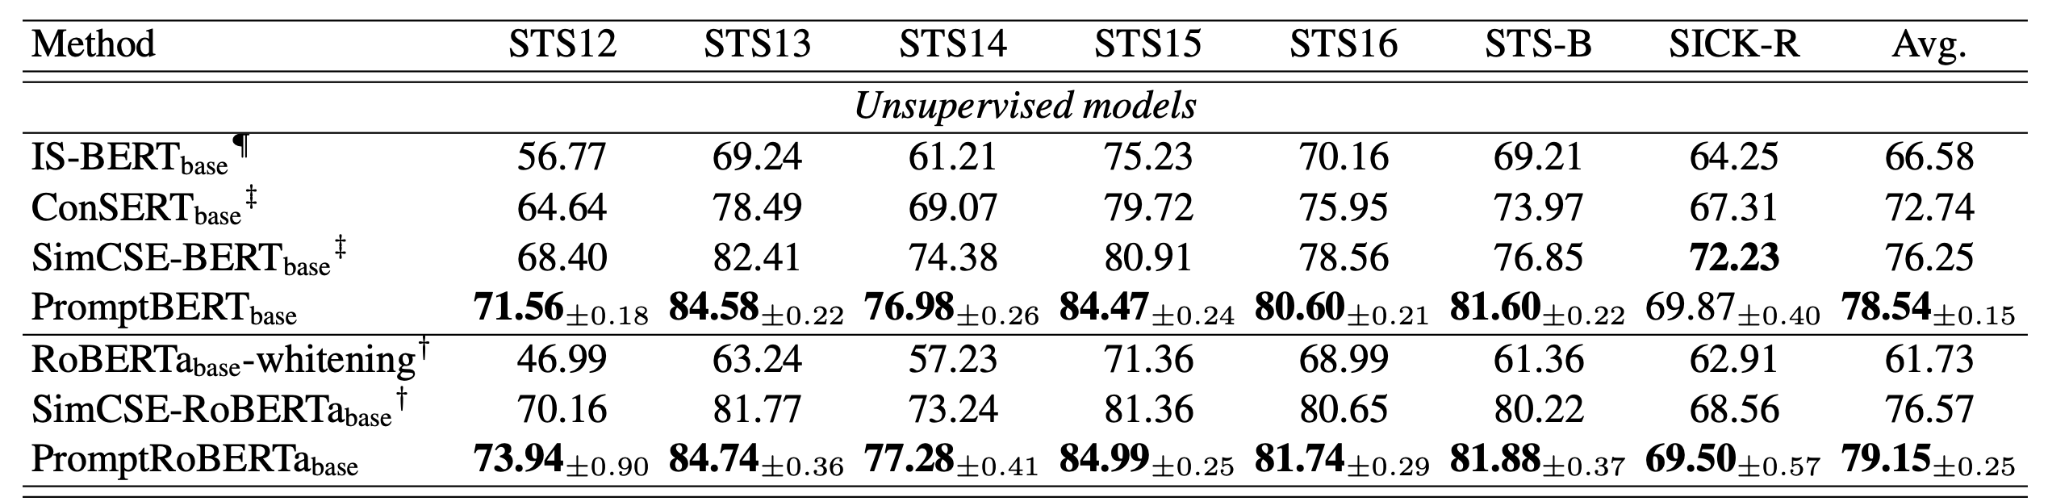 Method STS12 STS13 STS14 STS15 STS16 STS-B SICK-R Avg.
Unsupervised models
IS-BERTbase¶ 56.77 69.24 61.21 75.23 70.16 69.21 64.25 66.58
ConSERTbase‡ 64.64 78.49 69.07 79.72 75.95 73.97 67.31 72.74
SimCSE-BERTbase‡ 68.40 82.41 74.38 80.91 78.56 76.85 72.23 76.25
PromptBERTbase 71.56±0.18 84.58±0.22 76.98±0.26 84.47±0.24 80.60±0.21 81.60±0.22 69.87±0.40 78.54±0.15
RoBERTabase-whitening† 46.99 63.24 57.23 71.36 68.99 61.36 62.91 61.73
SimCSE-RoBERTabase† 70.16 81.77 73.24 81.36 80.65 80.22 68.56 76.57
PromptRoBERTabase 73.94±0.90 84.74±0.36 77.28±0.41 84.99±0.25 81.74±0.29 81.88±0.37 69.50±0.57 79.15±0.25